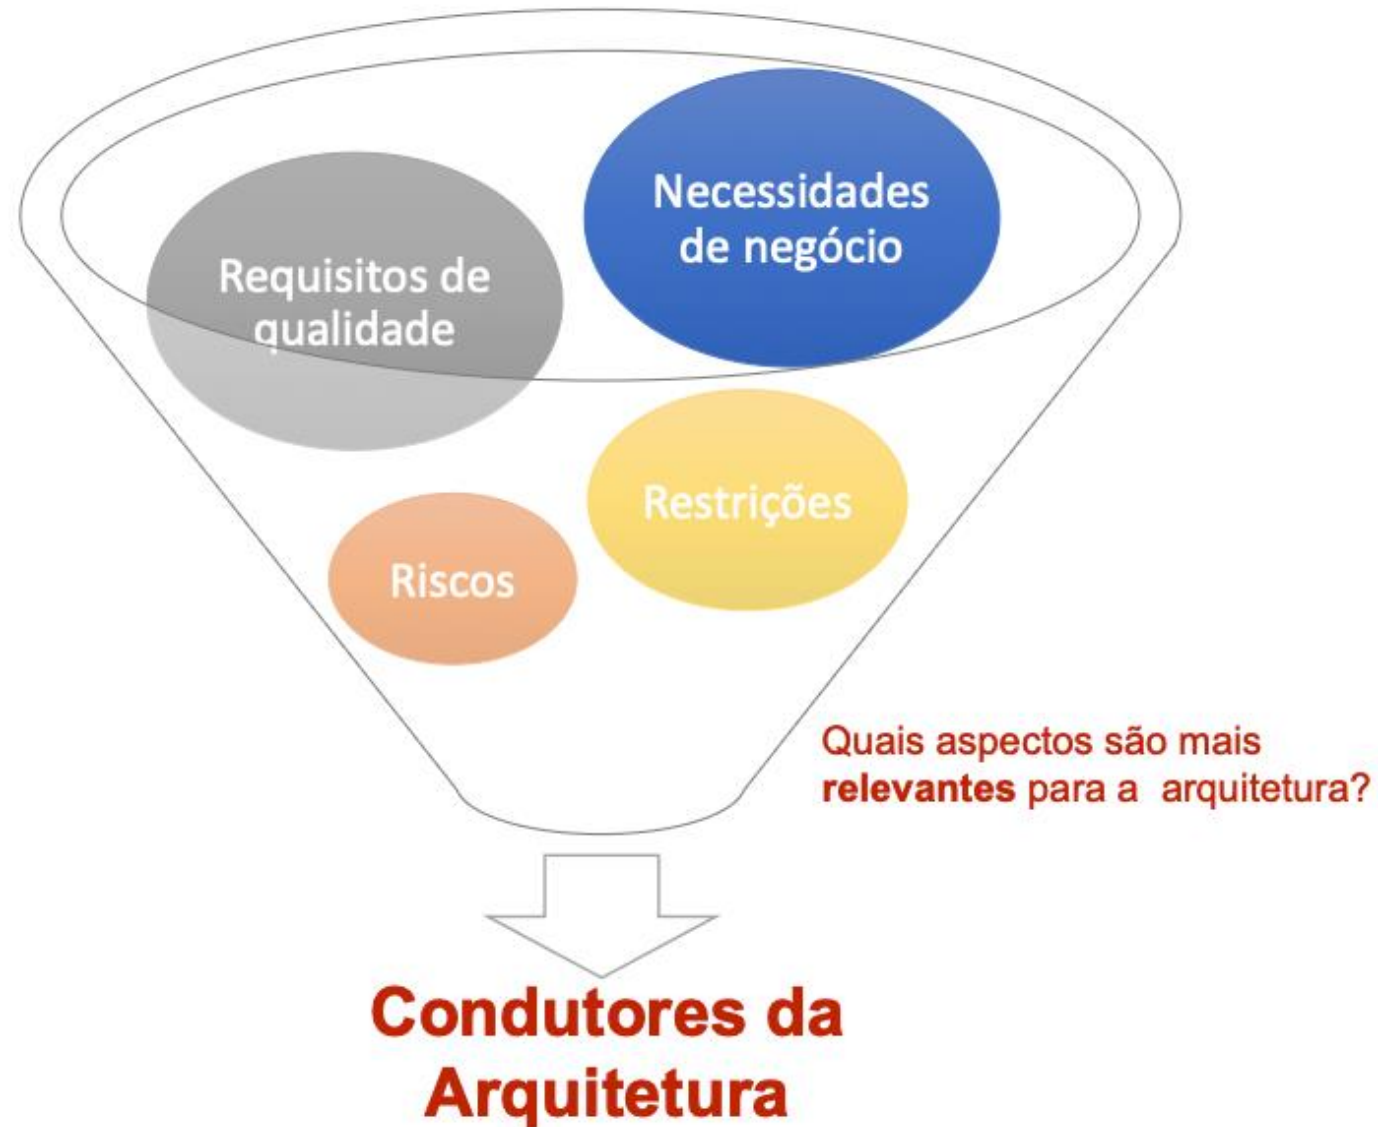 Necessidades
de negócio
Requisitos de
qualidade
Restrições
Riscos
Quais aspectos são mais
relevantes para a arquitetura?
Condutores da
Arquitetura